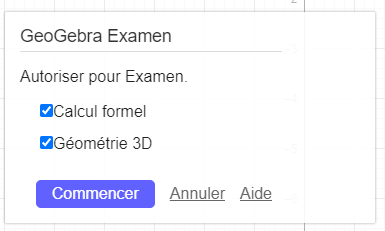 GeoGebra Examen
Autoriser pour Examen.
Calcul formel
Géométrie 3D
Commencer Annuler Aide